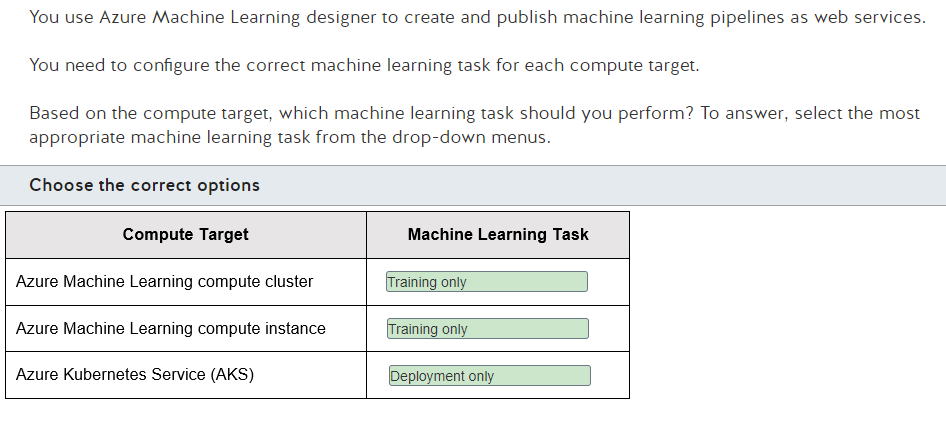 You use Azure Machine Learning designer to create and publish machine learning pipelines as web services.
You need to configure the correct machine learning task for each compute target.
Based on the compute target, which machine learning task should you perform? To answer, select the most
appropriate machine learning task from the drop-down menus.
Choose the correct options
Compute Target Machine Learning Task
Azure Machine Learning compute cluster Training only
Azure Machine Learning compute instance Training only
Azure Kubernetes Service (AKS) Deployment only